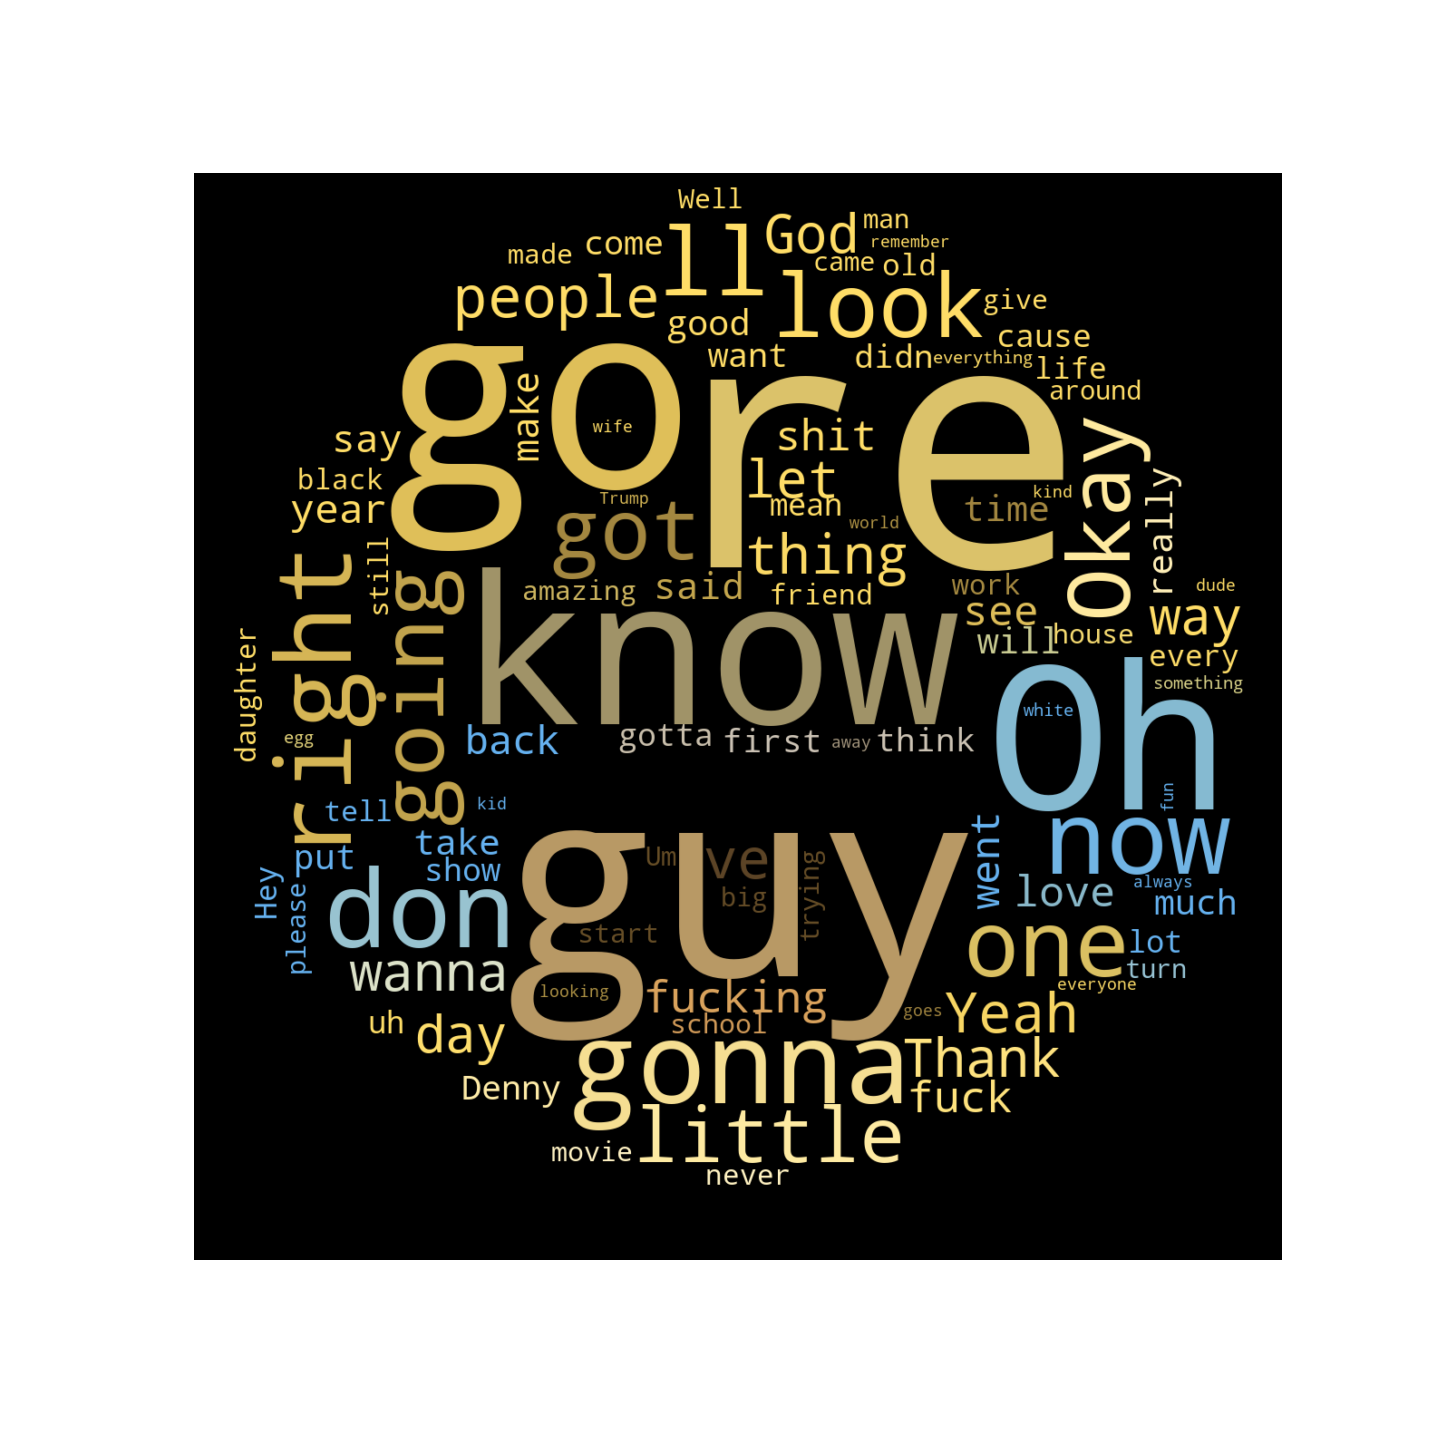 Well
God
man
ll
remember
come
made
came
old
people
look
give
good
cause
want
didn
everything
life
around
gore
make
wife
say
shit
let
okay
really
black
year
Trump
mean
kind
time
got
world
thing
still
right
going
amazing
said
friend
work
see
dude
way
will
house
every
daughter
know
something
Oh
white
egg
back
gotta
first
away
think
fun
kid
tell
now
take
put
show
guy
Um
ve
went
love
always
much
Hey
please
don
big
trying
start
one
lot
turn
wanna
looking
fucking
everyone
goes
Yeah
uh
day
school
gonna
Thank
Denny
fuck
little
movie
never